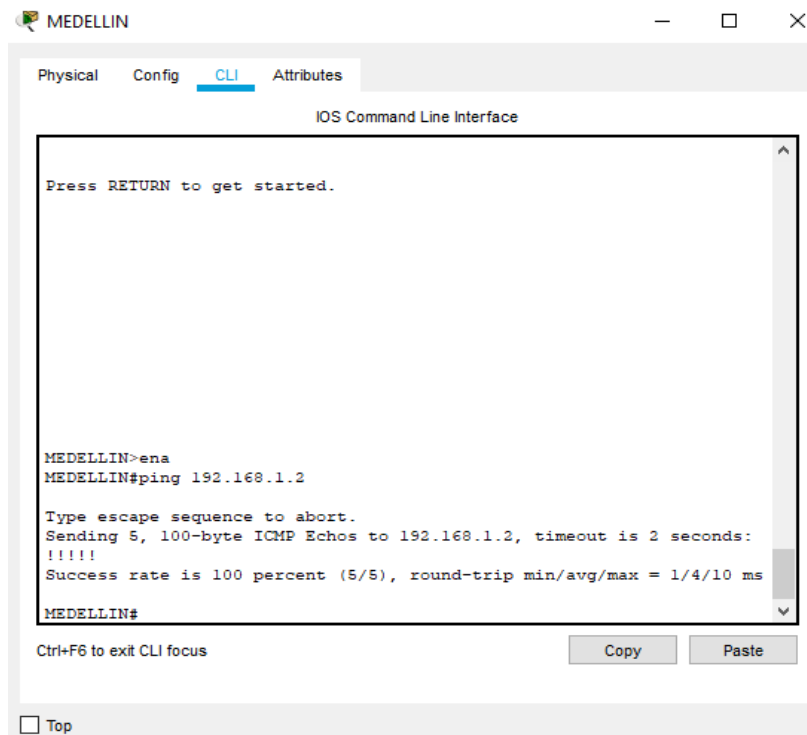 MEDELLIN
Physical Config CLI Attributes
IOS Command Line Interface
Press RETURN to get started.
MEDELLIN>ena
MEDELLIN#ping 192.168.1.2
Type escape sequence to abort.
Sending 5, 100-byte ICMP Echos to 192.168.1.2, timeout is 2 seconds:
!!!!!
Success rate is 100 percent (5/5), round-trip min/avg/max = 1/4/10 ms
MEDELLIN#
Ctrl+F6 to exit CLI focus Copy Paste
Top